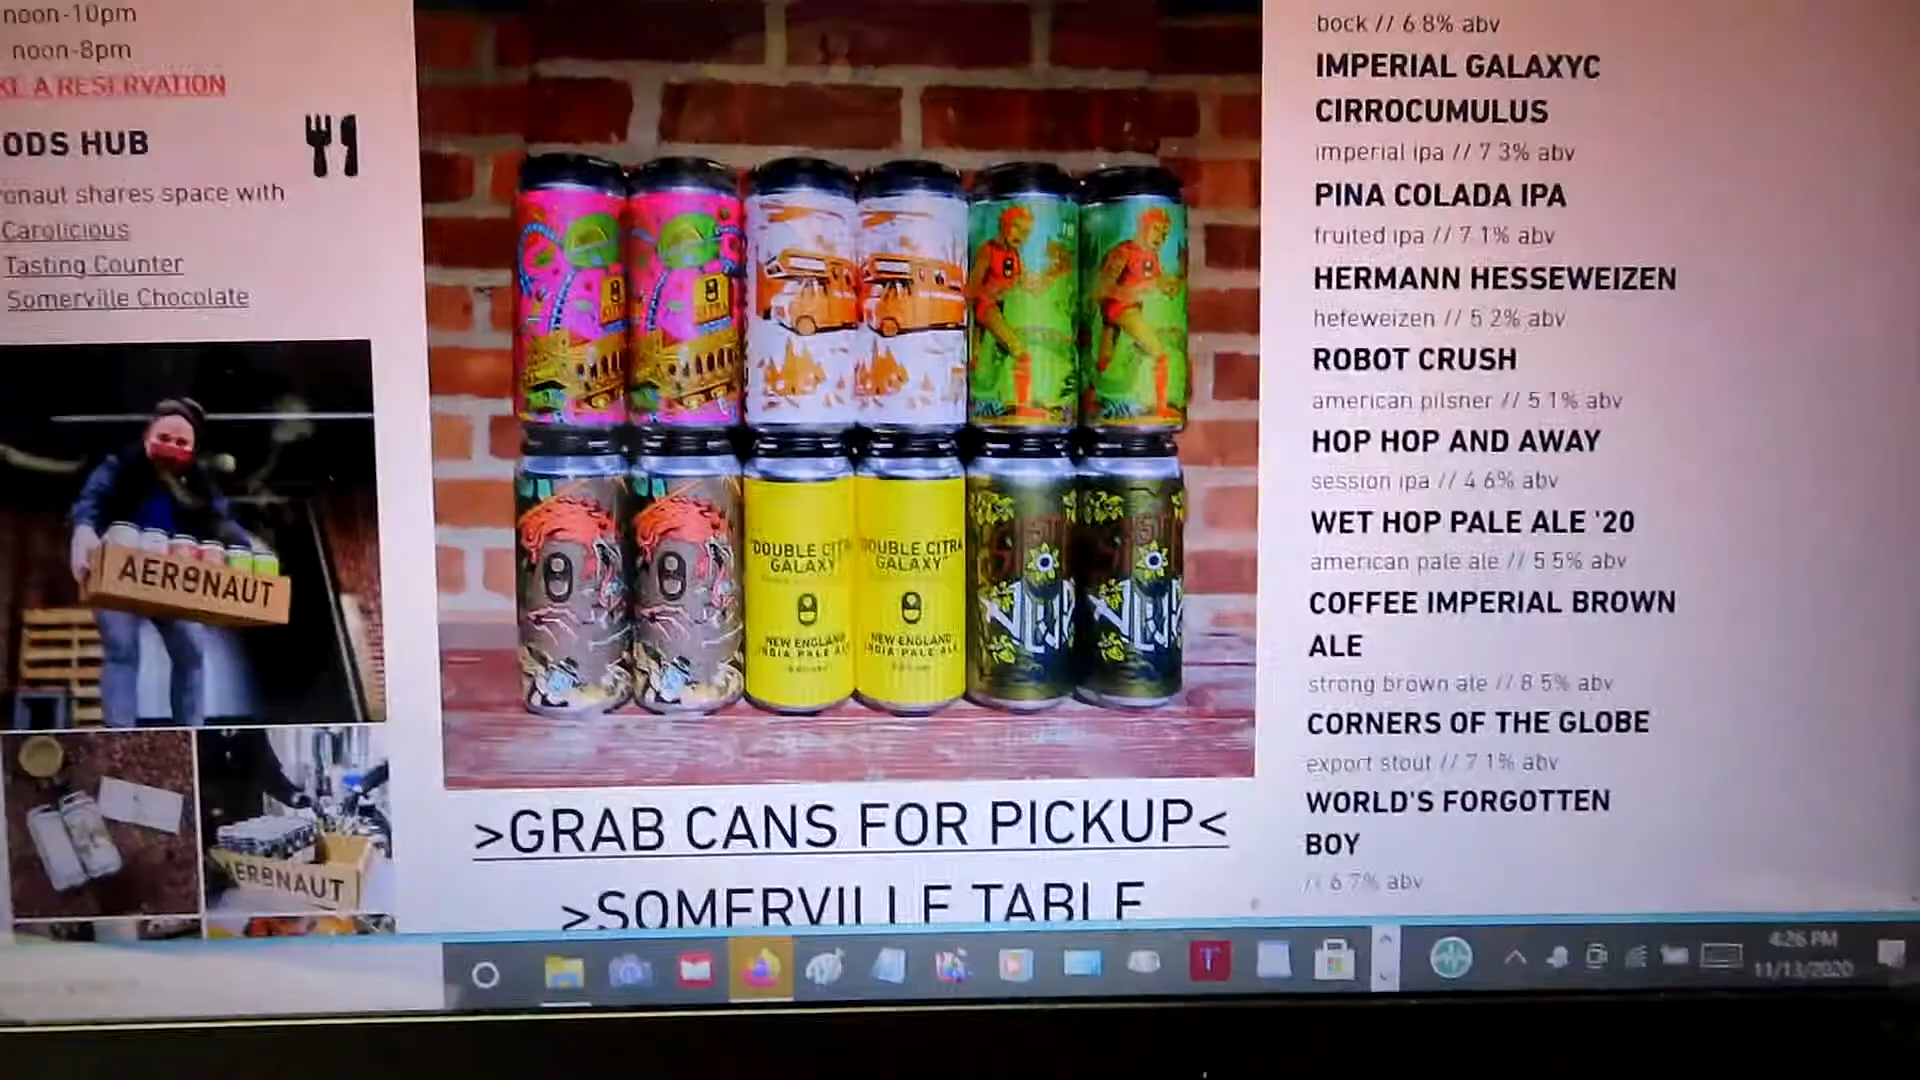 noon-10pm
noon-8pm
A RESERVATION
ODS HUB
onaut shares space with
Carolicious
Tasting Counter
Somerville Chocolate
AERONAUT
AERONAUT
DOUBLE CITRA
GALAXY
NEW ENGLAND
INDIA PALE ALE
DOUBLE CITRA
GALAXY
NEW ENGLAND
INDIA PALE ALE
>GRAB CANS FOR PICKUP<
>SOMERVILLE TABLE
bock // 6.8% abv
IMPERIAL GALAXYC
CIRROCUMULUS
imperial ipa // 7.3% abv
PINA COLADA IPA
fruited ipa // 7.1% abv
HERMANN HESSEWEIZEN
hefeweizen // 5.2% abv
ROBOT CRUSH
american pilsner // 5.1% abv
HOP HOP AND AWAY
session ipa // 4.6% abv
WET HOP PALE ALE '20
american pale ale // 5.5% abv
COFFEE IMPERIAL BROWN
ALE
strong brown ale // 8.5% abv
CORNERS OF THE GLOBE
export stout // 7.1% abv
WORLD'S FORGOTTEN
BOY
// 6.7% abv
4:26 PM
11/13/2020